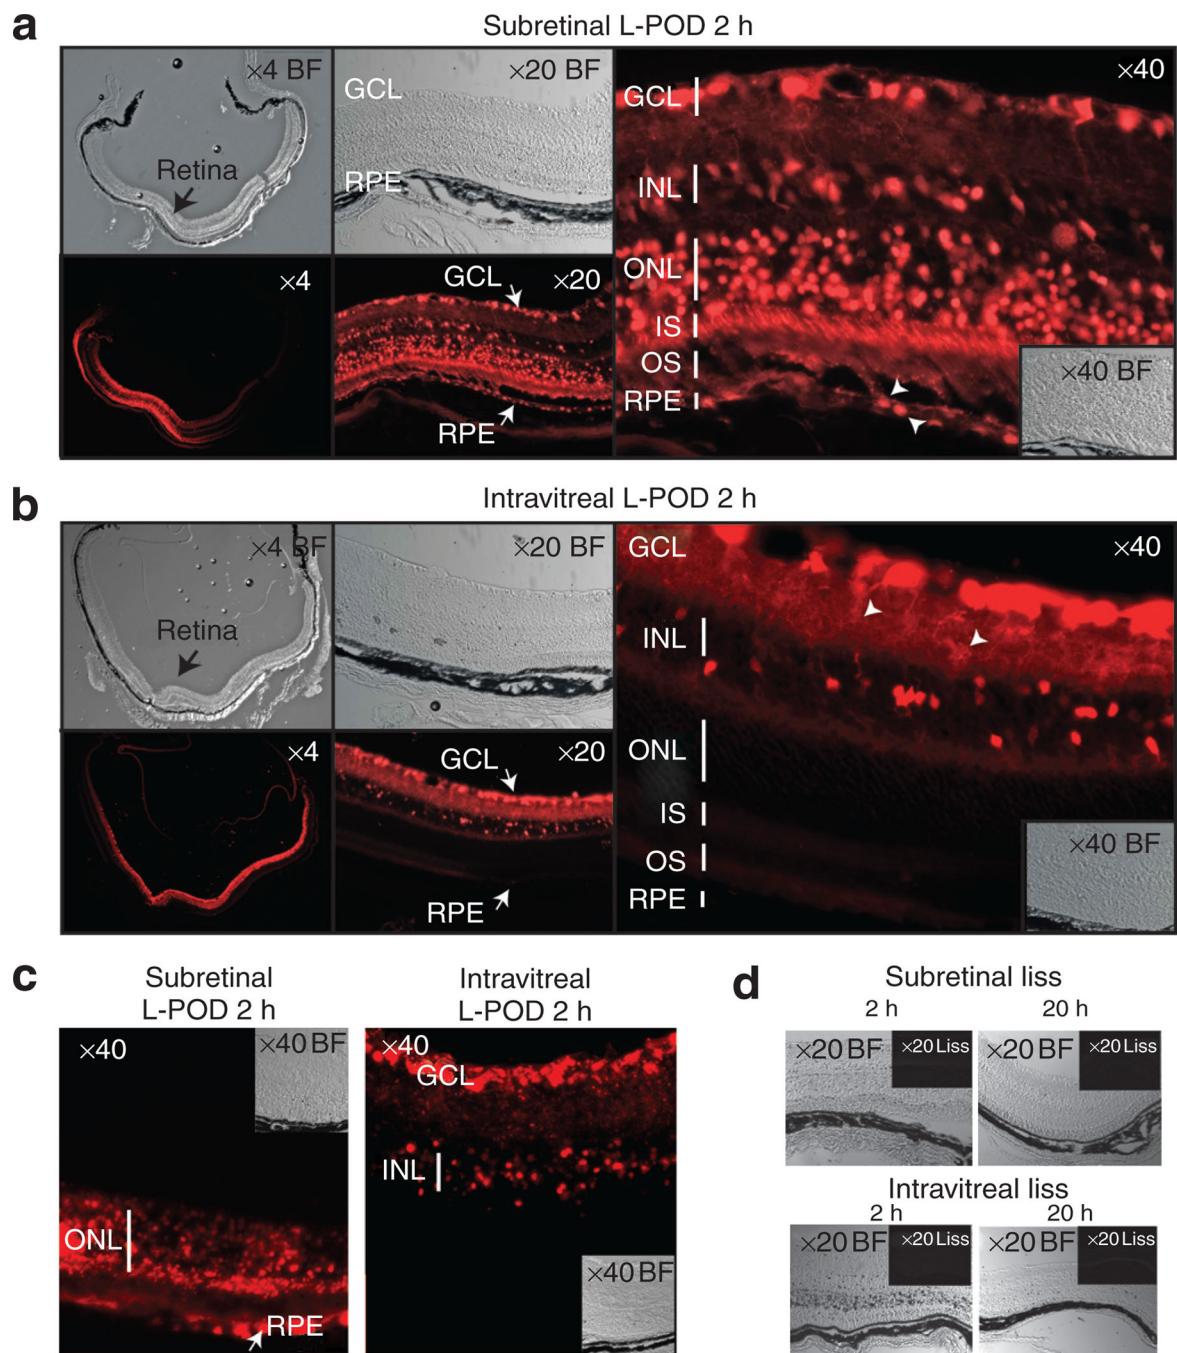 a
Subretinal L-POD 2 h
×4 BF
Retina
×20 BF
GCL
RPE
×40
GCL
INL
ONL
IS
OS
RPE
×40 BF
×4
GCL
×20
RPE
b
Intravitreal L-POD 2 h
×4 BF
Retina
×20 BF
GCL
×40
INL
ONL
IS
OS
RPE
×40 BF
×4
GCL
×20
RPE
c
Subretinal
L-POD 2 h
×40
×40 BF
ONL
RPE
Intravitreal
L-POD 2 h
×40
GCL
INL
×40 BF
d
Subretinal liss
2 h
20 h
×20 BF
×20 Liss
×20 BF
×20 Liss
Intravitreal liss
2 h
20 h
×20 BF
×20 Liss
×20 BF
×20 Liss